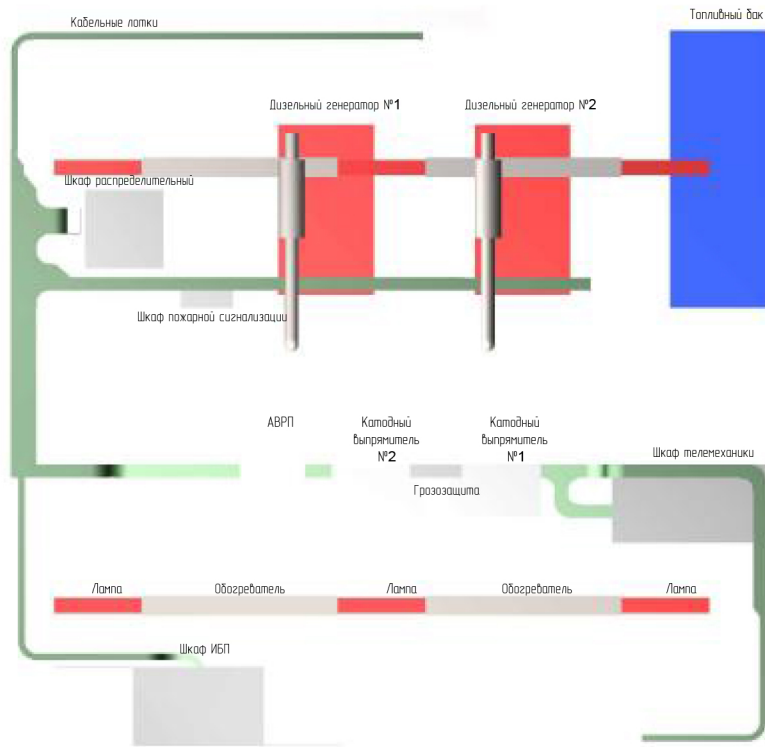 Топливный бак
Кабельные лотки
Дизельный генератор №1
Дизельный генератор №2
Шкаф распределительный
Шкаф пожарной сигнализации
АВРП
Катодный
выпрямитель
№2
Катодный
выпрямитель
№1
Шкаф телемеханики
Грозозащита
Лампа
Обогреватель
Лампа
Обогреватель
Лампа
Шкаф ИБП